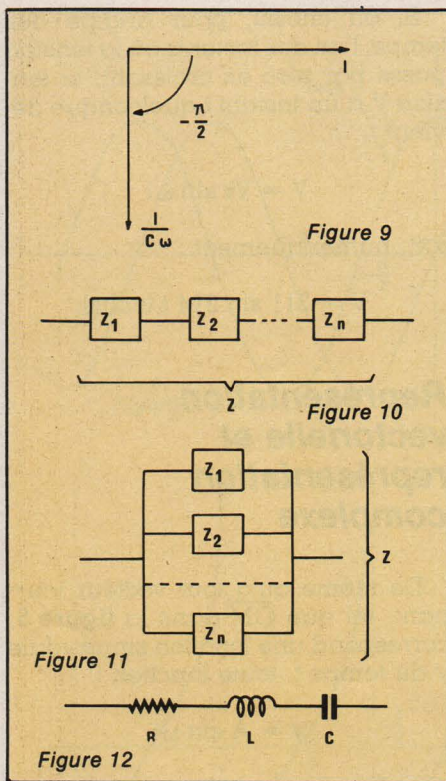 I
- π/2
1/Cω
Figure 9
Z1 Z2 Zn
Z
Figure 10
Z1
Z2
Z
Zn
Figure 11
R L C
Figure 12